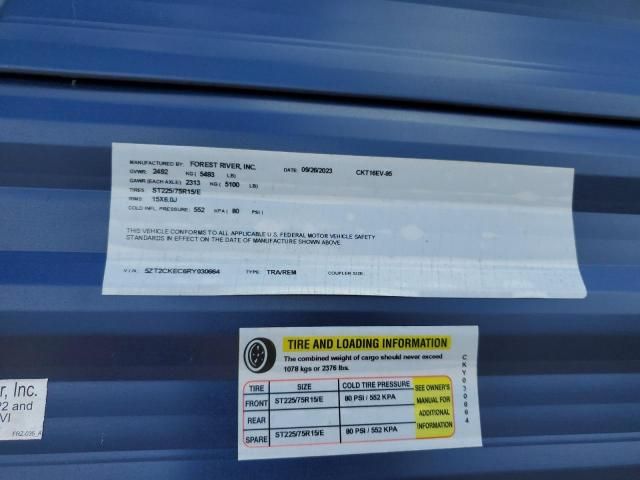 MANUFACTURED BY: FOREST RIVER, INC. DATE: 09/26/2023 CKT16EV-95
GVWR: 2492 KG( 5493 LB)
GAWR (EACH AXLE) 2313 KG( 5100 LB)
TIRES ST225/75R15/E
RIMS 15X6.0J
COLD INFL. PRESSURE: 552 KPA ( 80 PSI )
THIS VEHICLE CONFORMS TO ALL APPLICABLE U.S. FEDERAL MOTOR VEHICLE SAFETY
STANDARDS IN EFFECT ON THE DATE OF MANUFACTURE SHOWN ABOVE.
V.I.N. 5ZT2CKEC6RY030664 TYPE: TRA/REM COUPLER SIZE:
TIRE AND LOADING INFORMATION
The combined weight of cargo should never exceed
1078 kgs or 2376 lbs.
TIRE SIZE COLD TIRE PRESSURE
FRONT ST225/75R15/E 80 PSI / 552 KPA
REAR
SPARE ST225/75R15/E 80 PSI / 552 KPA
SEE OWNER'S
MANUAL FOR
ADDITIONAL
INFORMATION
CKY030664
r, Inc.
P2 and
VI
FRZ-035_A